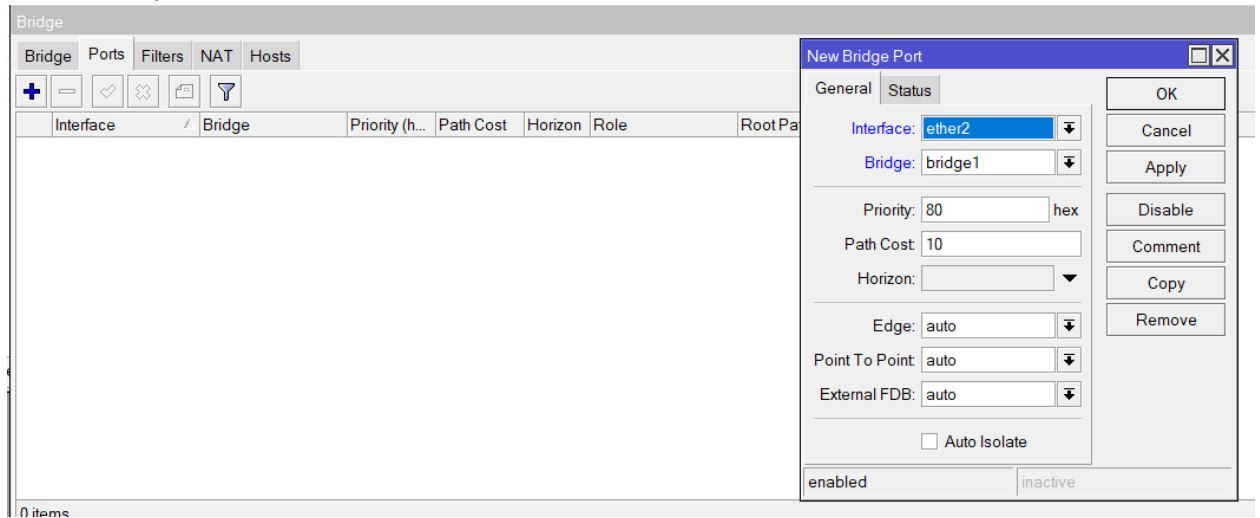 Bridge
Bridge Ports Filters NAT Hosts
Interface Bridge Priority (h... Path Cost Horizon Role Root Pa
0 items
New Bridge Port
General Status
Interface: ether2
Bridge: bridge1
Priority: 80 hex
Path Cost: 10
Horizon:
Edge: auto
Point To Point: auto
External FDB: auto
Auto Isolate
enabled inactive
OK
Cancel
Apply
Disable
Comment
Copy
Remove